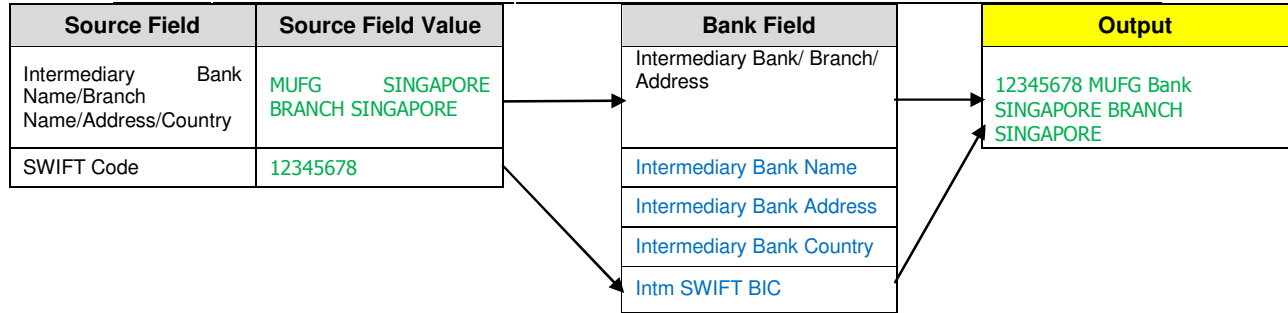 Source Field
Source Field Value
Intermediary Bank
Name/Branch
Name/Address/Country
MUFG SINGAPORE
BRANCH SINGAPORE
SWIFT Code
12345678
Bank Field
Intermediary Bank/ Branch/
Address
Intermediary Bank Name
Intermediary Bank Address
Intermediary Bank Country
Intm SWIFT BIC
Output
12345678 MUFG Bank
SINGAPORE BRANCH
SINGAPORE